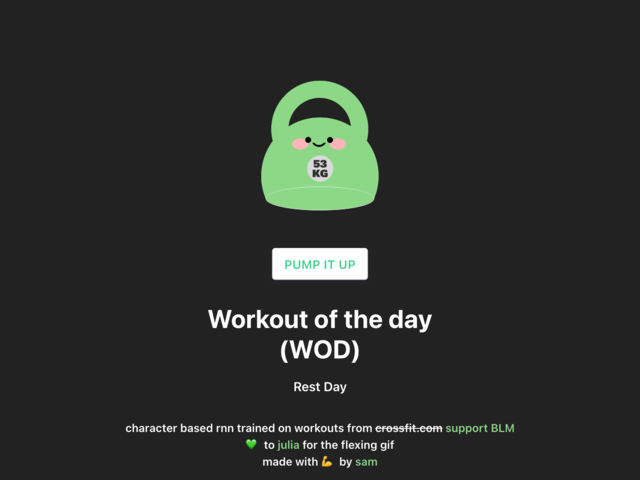 53
KG
PUMP IT UP
Workout of the day
(WOD)
Rest Day
character based rnn trained on workouts from crossfit.com support BLM
💚 to julia for the flexing gif
made with 💪 by sam